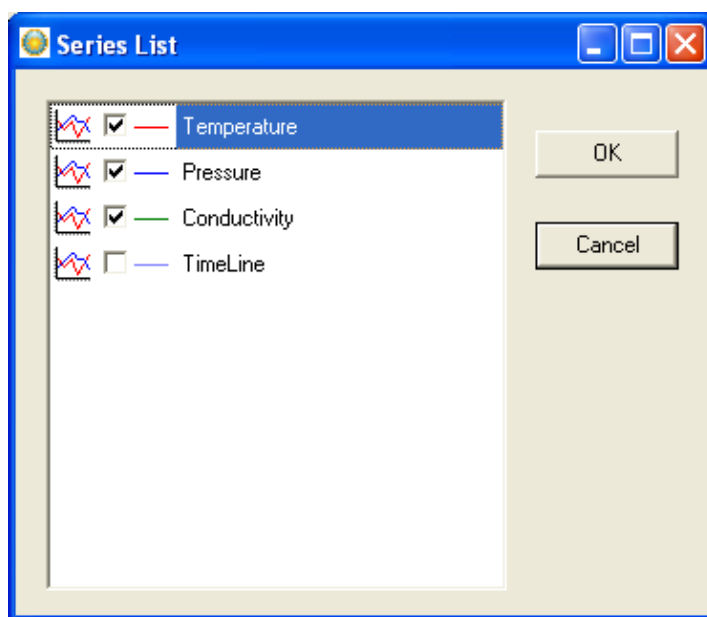 Series List
Temperature
Pressure
Conductivity
TimeLine
OK
Cancel